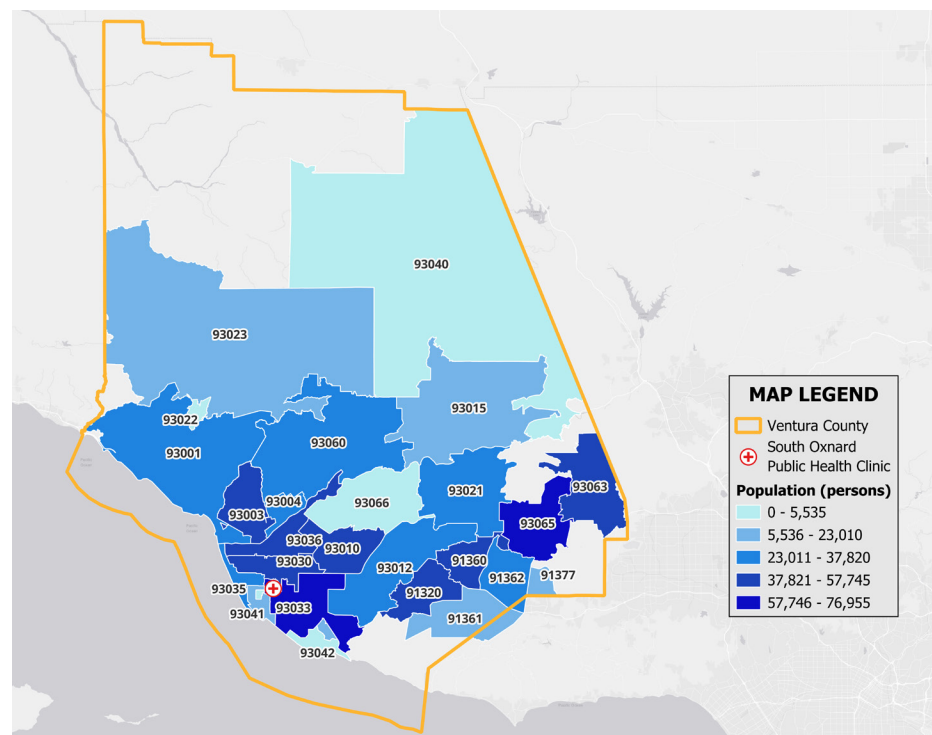 93040
93023
93015
93022
93001
93060
93063
93021
93004
93066
93003
93065
93036
93010
93030
93012
91360
91362
91377
93035
91320
93033
93041
91361
93042
MAP LEGEND
Ventura County
South Oxnard
Public Health Clinic
Population (persons)
0 - 5,535
5,536 - 23,010
23,011 - 37,820
37,821 - 57,745
57,746 - 76,955